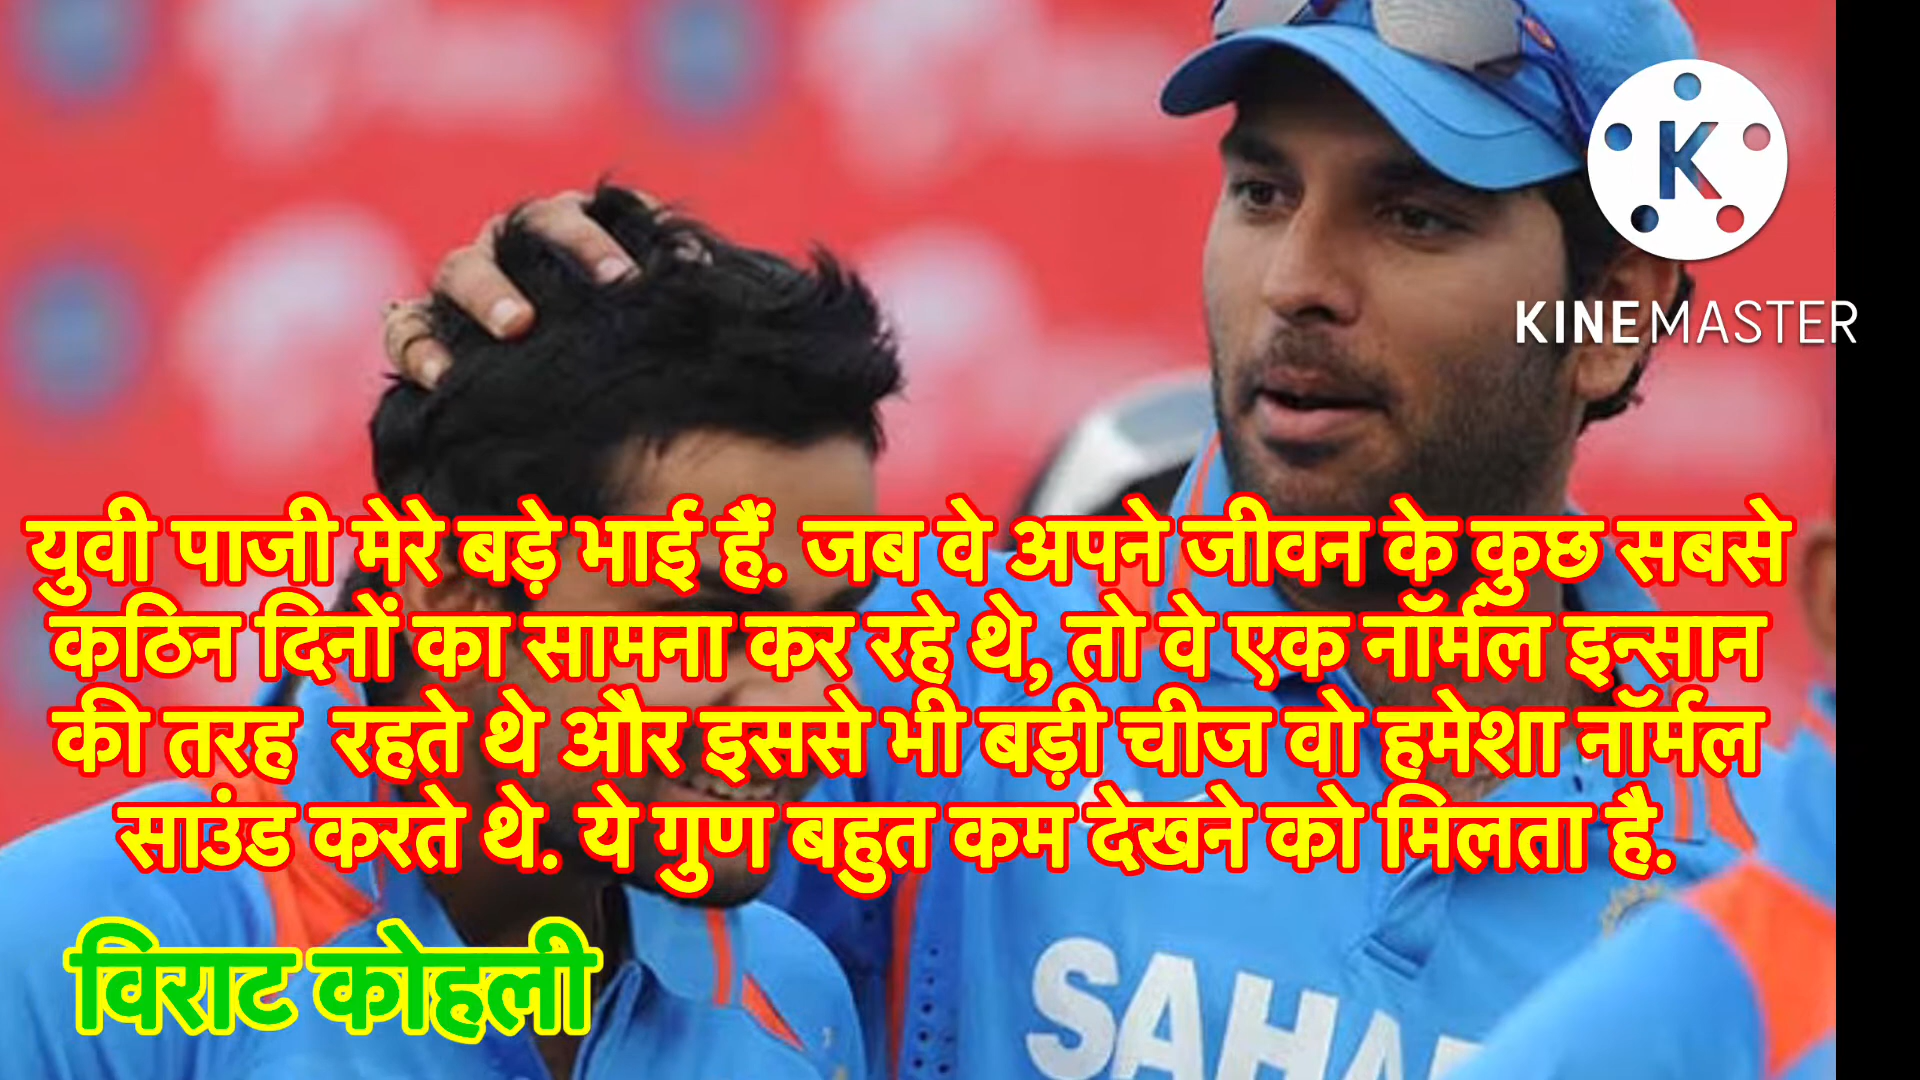 K
KINEMASTER
युवी पाजी मेरे बड़े भाई हैं. जब वे अपने जीवन के कुछ सबसे
कठिन दिनों का सामना कर रहे थे, तो वे एक नॉर्मल इन्सान
की तरह रहते थे और इससे भी बड़ी चीज वो हमेशा नॉर्मल
साउंड करते थे. ये गुण बहुत कम देखने को मिलता है.
विराट कोहली
SAHA